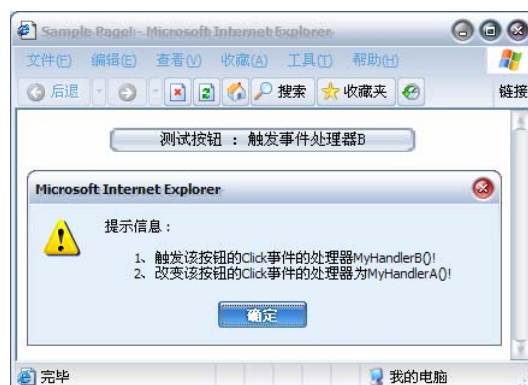 Sample Page! - Microsoft Internet Explorer
文件(F) 编辑(E) 查看(V) 收藏(A) 工具(T) 帮助(H)
后退 搜索 收藏夹 链接
测试按钮 : 触发事件处理器B
Microsoft Internet Explorer
提示信息 :
1、触发该按钮的Click事件的处理器MyHandlerB()!
2、改变该按钮的Click事件的处理器为MyHandlerA()!
确定
完毕 我的电脑